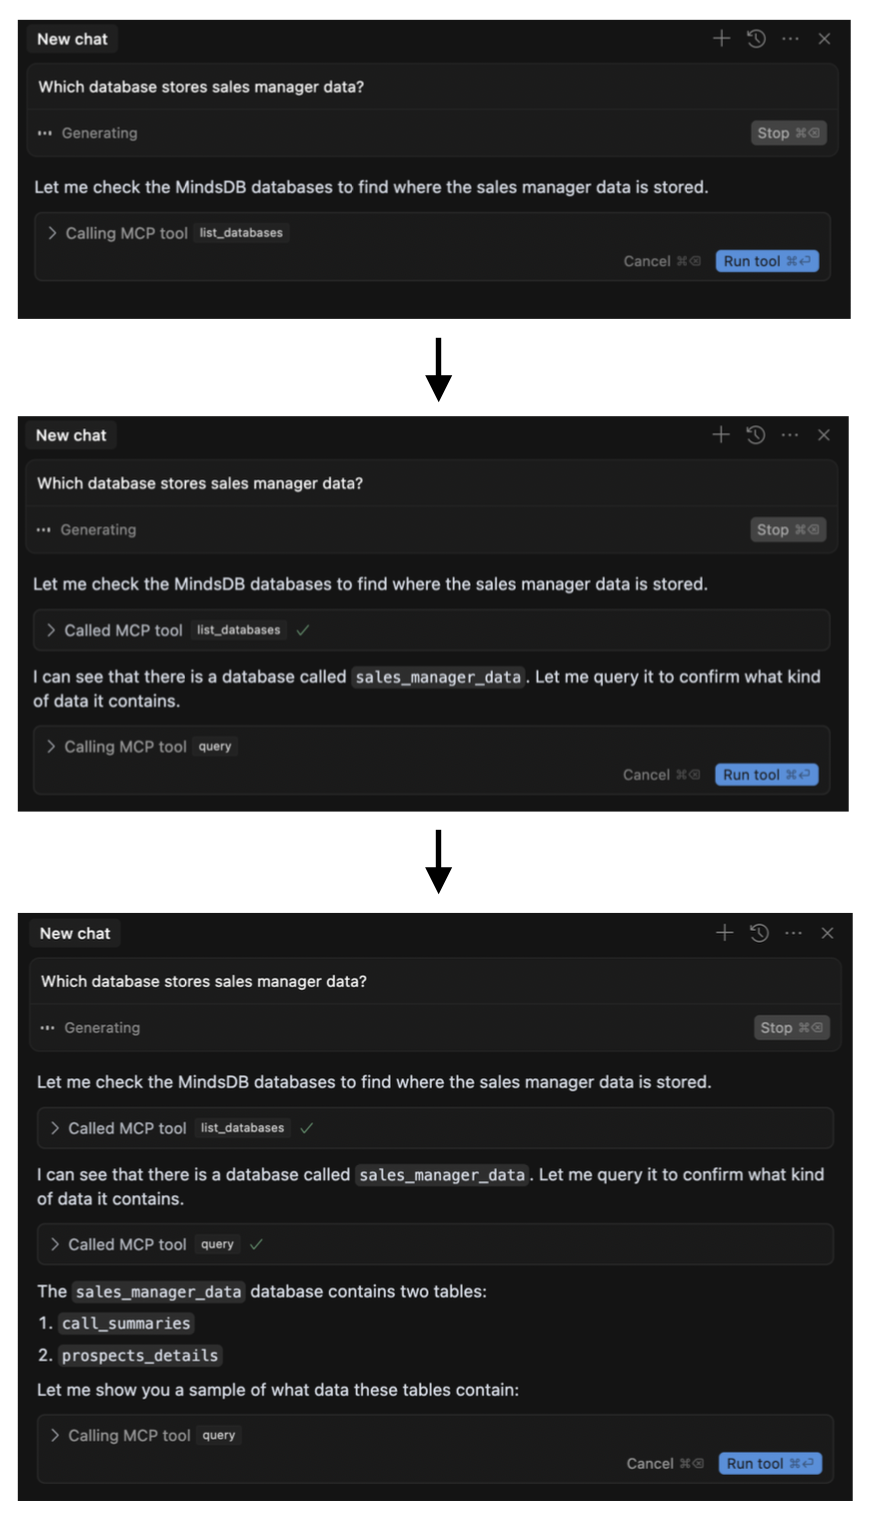 New chat
Which database stores sales manager data?
Generating
Stop ⌘⌫
Let me check the MindsDB databases to find where the sales manager data is stored.
Calling MCP tool list_databases
Cancel ⌘⌫ Run tool ⌘⏎
New chat
Which database stores sales manager data?
Generating
Stop ⌘⌫
Let me check the MindsDB databases to find where the sales manager data is stored.
Called MCP tool list_databases ✓
I can see that there is a database called sales_manager_data. Let me query it to confirm what kind
of data it contains.
Calling MCP tool query
Cancel ⌘⌫ Run tool ⌘⏎
New chat
Which database stores sales manager data?
Generating
Stop ⌘⌫
Let me check the MindsDB databases to find where the sales manager data is stored.
Called MCP tool list_databases ✓
I can see that there is a database called sales_manager_data. Let me query it to confirm what kind
of data it contains.
Called MCP tool query ✓
The sales_manager_data database contains two tables:
1. call_summaries
2. prospects_details
Let me show you a sample of what data these tables contain:
Calling MCP tool query
Cancel ⌘⌫ Run tool ⌘⏎